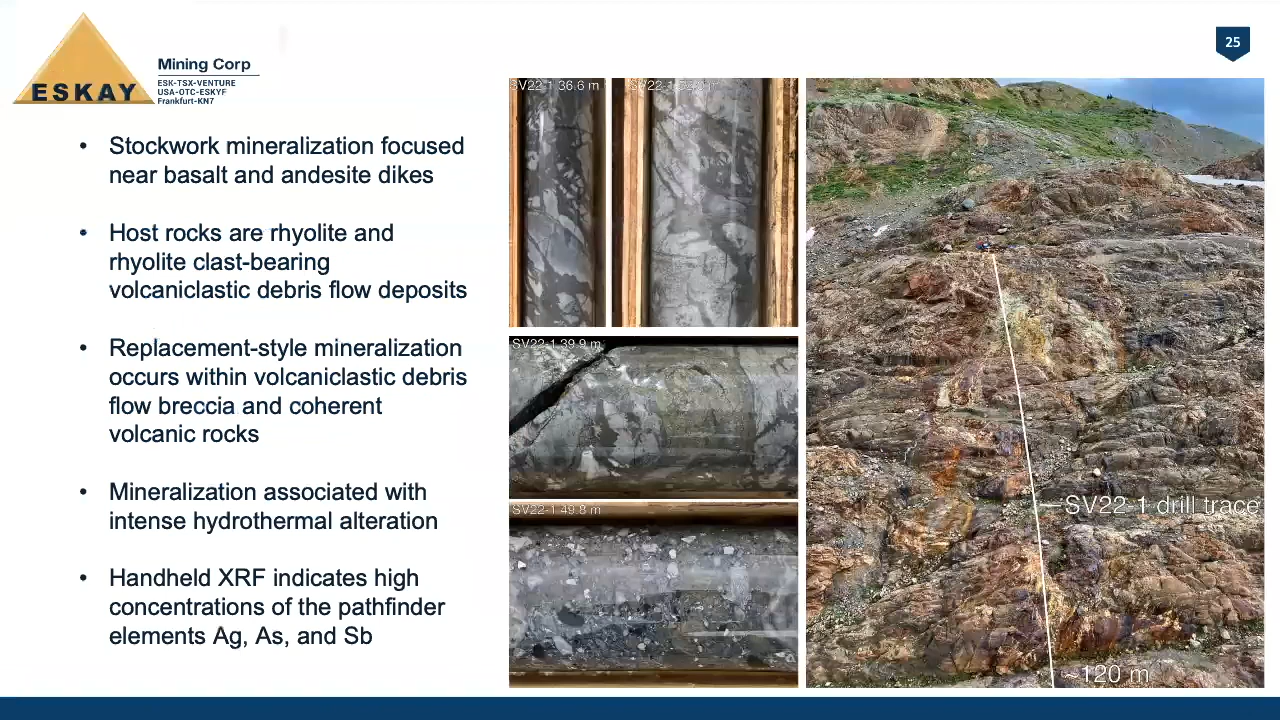 25
ESKAY
Mining Corp
ESK-TSX-VENTURE
USA-OTC-ESKYF
Frankfurt-KN7
• Stockwork mineralization focused
near basalt and andesite dikes
• Host rocks are rhyolite and
rhyolite clast-bearing
volcaniclastic debris flow deposits
• Replacement-style mineralization
occurs within volcaniclastic debris
flow breccia and coherent
volcanic rocks
• Mineralization associated with
intense hydrothermal alteration
• Handheld XRF indicates high
concentrations of the pathfinder
elements Ag, As, and Sb
SV22-1 36.6 m
SV22-1 39.9 m
SV22-1 49.8 m
SV22-1 drill trace
~120 m